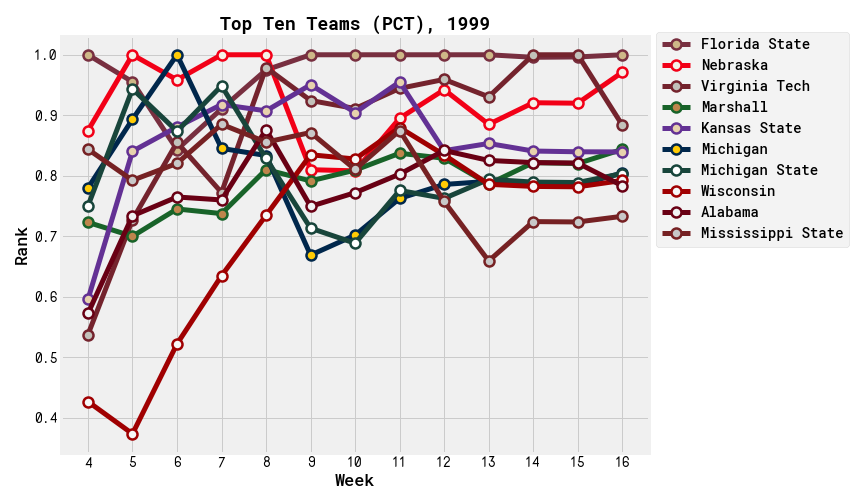 Top Ten Teams (PCT), 1999
Florida State
Nebraska
Virginia Tech
Marshall
Kansas State
Michigan
Michigan State
Wisconsin
Alabama
Mississippi State
1.0
0.9
0.8
0.7
0.6
0.5
0.4
Rank
4 5 6 7 8 9 10 11 12 13 14 15 16
Week